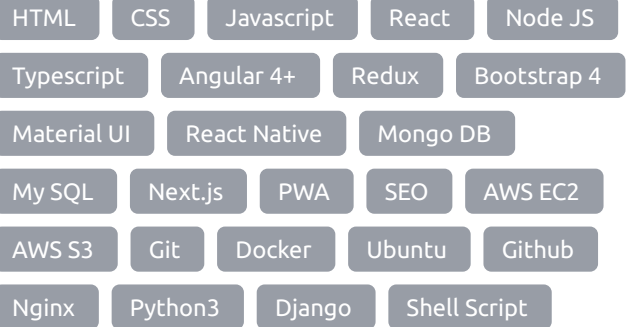 HTML CSS Javascript React Node JS
Typescript Angular 4+ Redux Bootstrap 4
Material UI React Native Mongo DB
My SQL Next.js PWA SEO AWS EC2
AWS S3 Git Docker Ubuntu Github
Nginx Python3 Django Shell Script